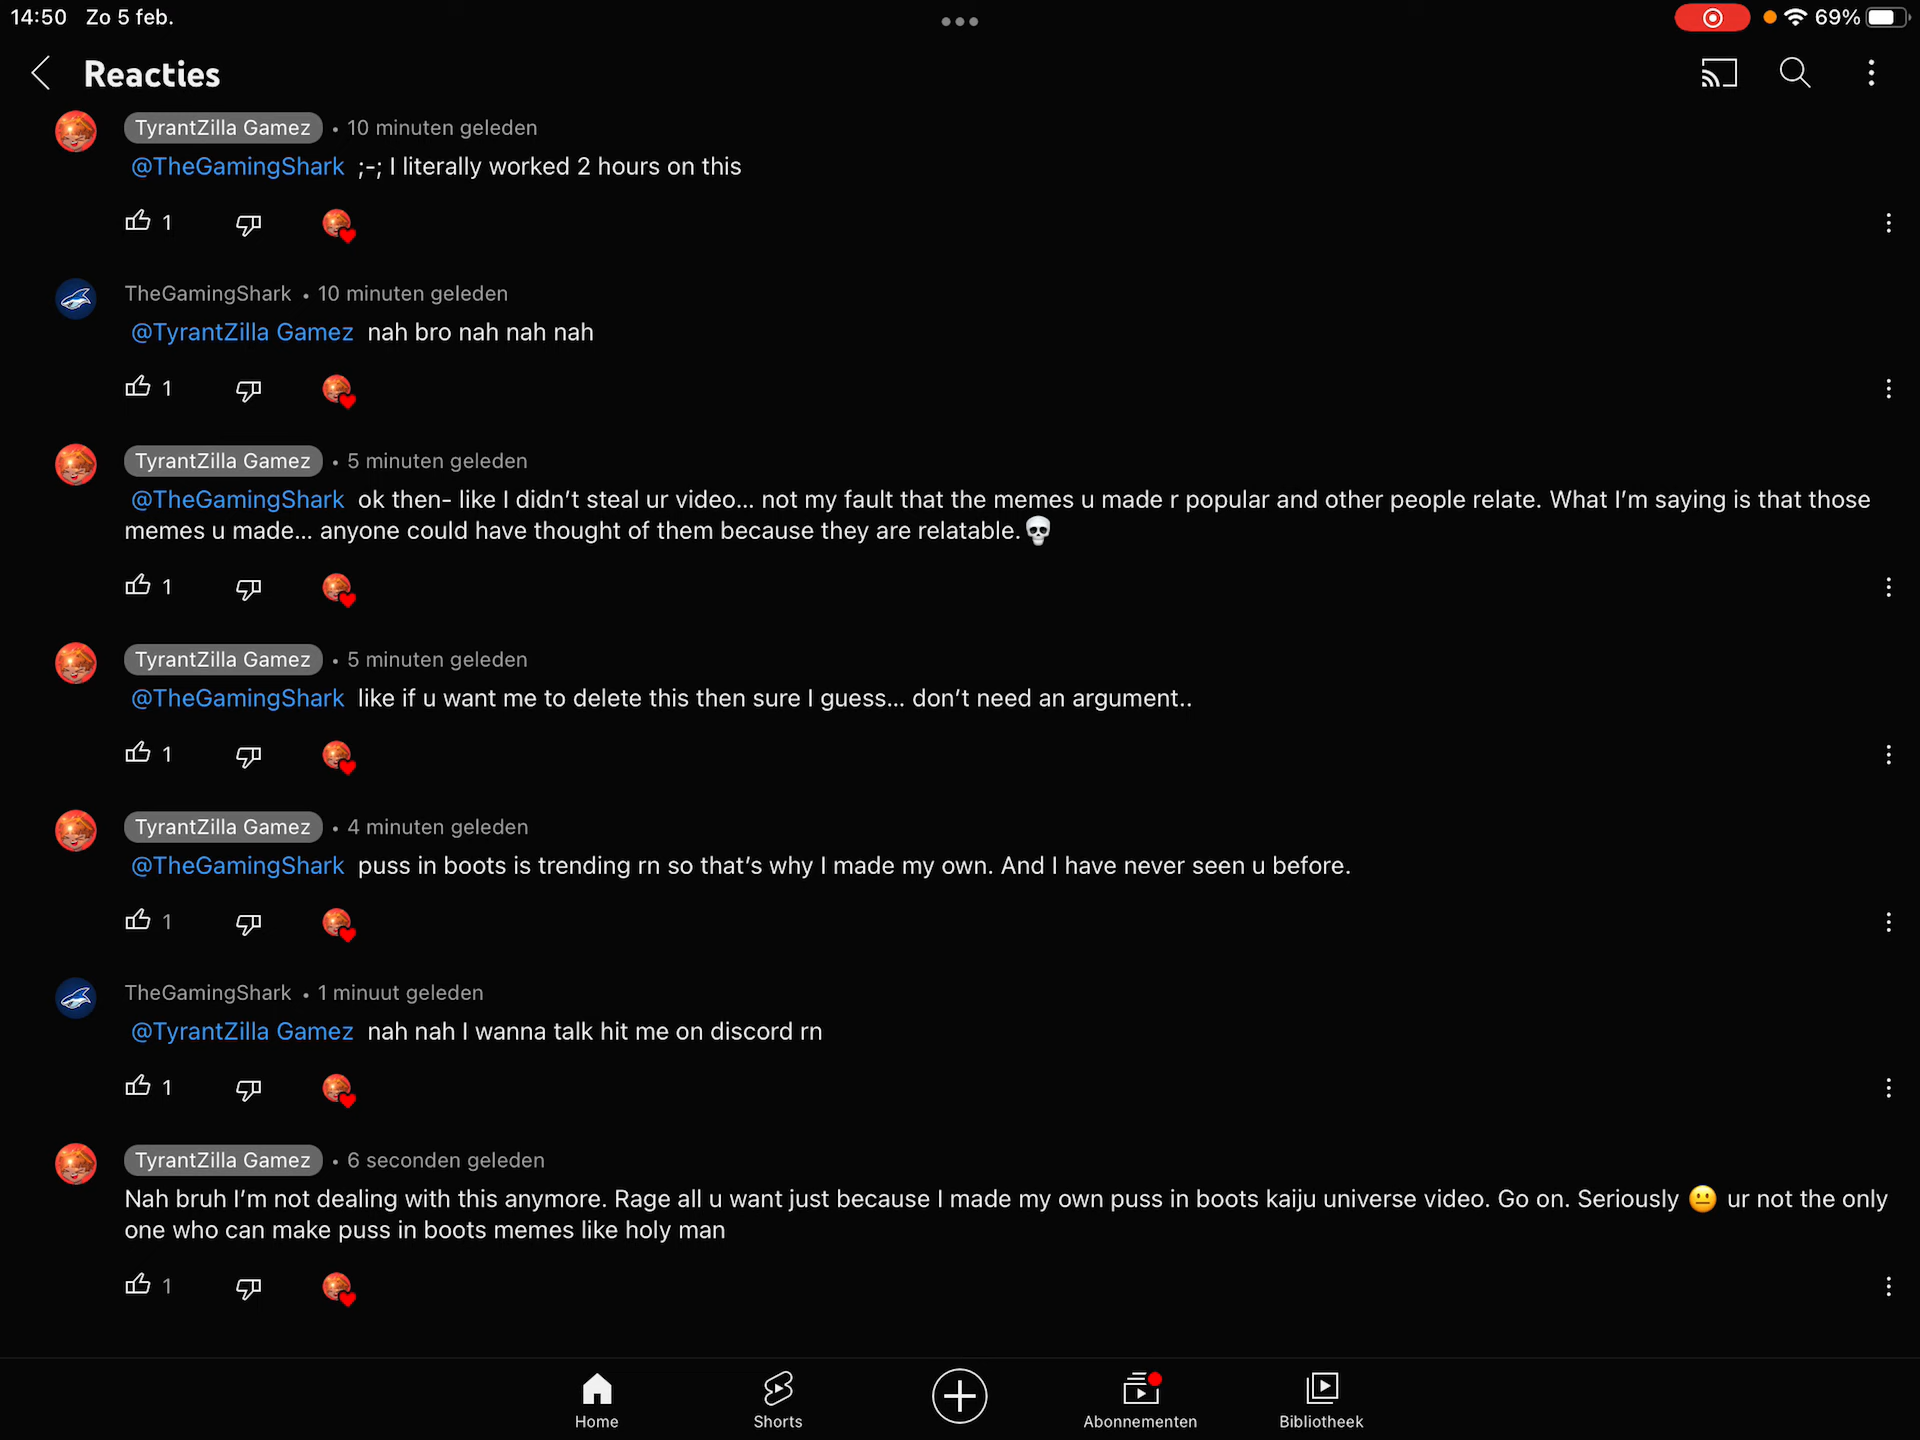 14:50 Zo 5 feb.
69%
Reacties
TyrantZilla Gamez • 10 minuten geleden
@TheGamingShark ;-; I literally worked 2 hours on this
1
TheGamingShark • 10 minuten geleden
@TyrantZilla Gamez nah bro nah nah nah
1
TyrantZilla Gamez • 5 minuten geleden
@TheGamingShark ok then- like I didn’t steal ur video... not my fault that the memes u made r popular and other people relate. What I’m saying is that those
memes u made... anyone could have thought of them because they are relatable.💀
1
TyrantZilla Gamez • 5 minuten geleden
@TheGamingShark like if u want me to delete this then sure I guess... don’t need an argument..
1
TyrantZilla Gamez • 4 minuten geleden
@TheGamingShark puss in boots is trending rn so that’s why I made my own. And I have never seen u before.
1
TheGamingShark • 1 minuut geleden
@TyrantZilla Gamez nah nah I wanna talk hit me on discord rn
1
TyrantZilla Gamez • 6 seconden geleden
Nah bruh I’m not dealing with this anymore. Rage all u want just because I made my own puss in boots kaiju universe video. Go on. Seriously 😐 ur not the only
one who can make puss in boots memes like holy man
1
Home Shorts Abonnementen Bibliotheek